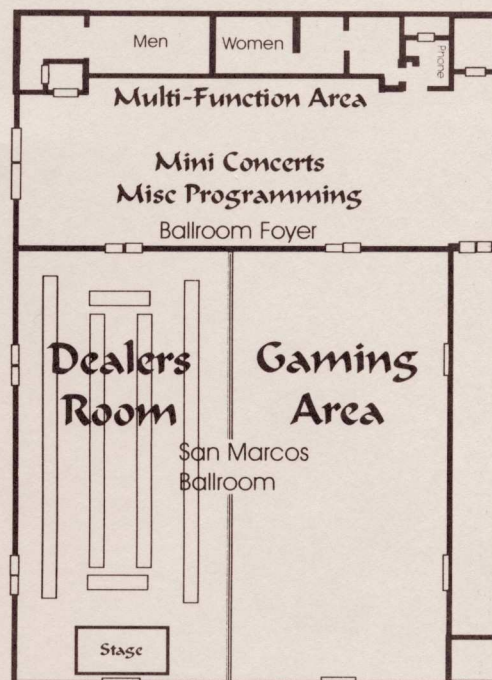 Men
Women
Phone
Multi-Function Area
Mini Concerts
Misc Programming
Ballroom Foyer
Dealers
Room
Gaming
Area
San Marcos
Ballroom
Stage